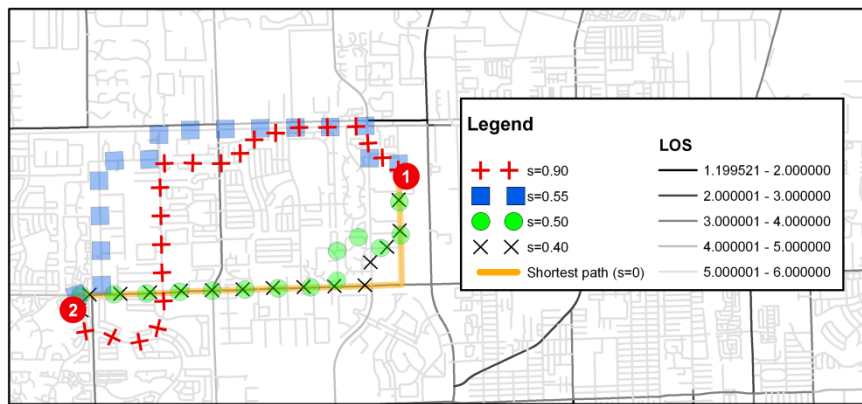 1
2
Legend
s=0.90
s=0.55
s=0.50
s=0.40
Shortest path (s=0)
LOS
1.199521 - 2.000000
2.000001 - 3.000000
3.000001 - 4.000000
4.000001 - 5.000000
5.000001 - 6.000000